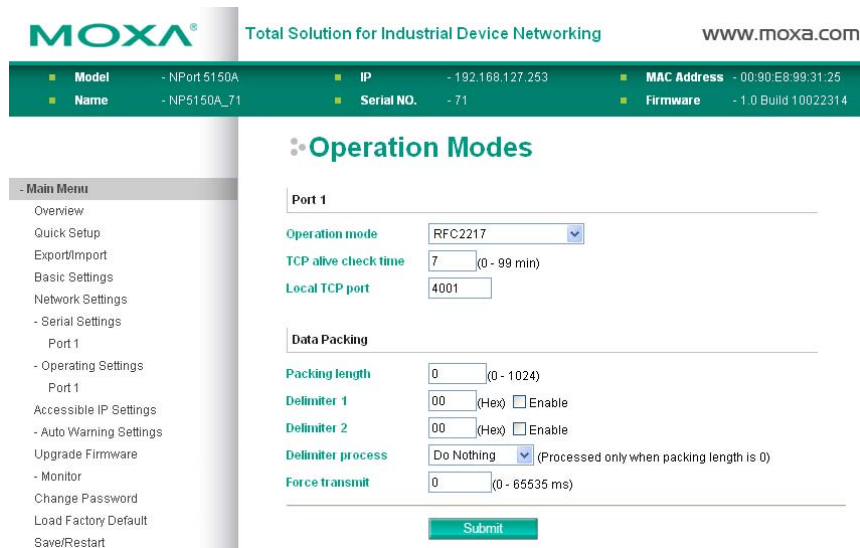 MOXA®
Total Solution for Industrial Device Networking
www.moxa.com
Model - NPort 5150A IP - 192.168.127.253 MAC Address - 00:90:E8:99:31:25
Name - NP5150A_71 Serial NO. - 71 Firmware - 1.0 Build 10022314
- Main Menu
Overview
Quick Setup
Export/Import
Basic Settings
Network Settings
- Serial Settings
Port 1
- Operating Settings
Port 1
Accessible IP Settings
- Auto Warning Settings
Upgrade Firmware
- Monitor
Change Password
Load Factory Default
Save/Restart
Operation Modes
Port 1
Operation mode RFC2217
TCP alive check time 7 (0 - 99 min)
Local TCP port 4001
Data Packing
Packing length 0 (0 - 1024)
Delimiter 1 00 (Hex) Enable
Delimiter 2 00 (Hex) Enable
Delimiter process Do Nothing (Processed only when packing length is 0)
Force transmit 0 (0 - 65535 ms)
Submit